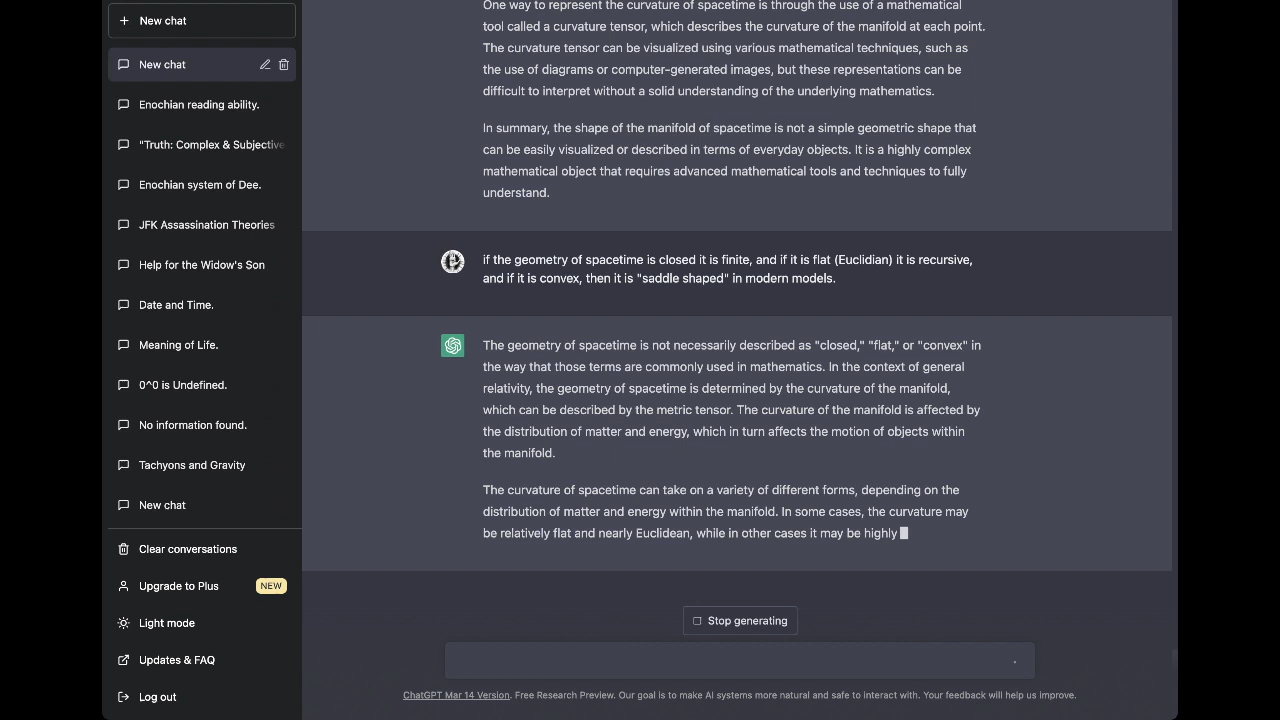 New chat
New chat
Enochian reading ability.
"Truth: Complex & Subjective
Enochian system of Dee.
JFK Assassination Theories
Help for the Widow's Son
Date and Time.
Meaning of Life.
0^0 is Undefined.
No information found.
Tachyons and Gravity
New chat
Clear conversations
Upgrade to Plus NEW
Light mode
Updates & FAQ
Log out
One way to represent the curvature of spacetime is through the use of a mathematical
tool called a curvature tensor, which describes the curvature of the manifold at each point.
The curvature tensor can be visualized using various mathematical techniques, such as
the use of diagrams or computer-generated images, but these representations can be
difficult to interpret without a solid understanding of the underlying mathematics.
In summary, the shape of the manifold of spacetime is not a simple geometric shape that
can be easily visualized or described in terms of everyday objects. It is a highly complex
mathematical object that requires advanced mathematical tools and techniques to fully
understand.
if the geometry of spacetime is closed it is finite, and if it is flat (Euclidian) it is recursive,
and if it is convex, then it is "saddle shaped" in modern models.
The geometry of spacetime is not necessarily described as "closed," "flat," or "convex" in
the way that those terms are commonly used in mathematics. In the context of general
relativity, the geometry of spacetime is determined by the curvature of the manifold,
which can be described by the metric tensor. The curvature of the manifold is affected by
the distribution of matter and energy, which in turn affects the motion of objects within
the manifold.
The curvature of spacetime can take on a variety of different forms, depending on the
distribution of matter and energy within the manifold. In some cases, the curvature may
be relatively flat and nearly Euclidean, while in other cases it may be highly
Stop generating
ChatGPT Mar 14 Version. Free Research Preview. Our goal is to make AI systems more natural and safe to interact with. Your feedback will help us improve.